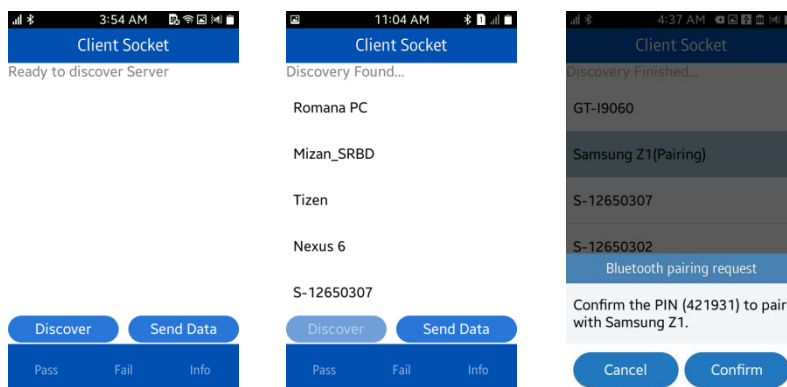 3:54 AM
Client Socket
Ready to discover Server
Discover
Send Data
Pass
Fail
Info
11:04 AM
1
Client Socket
Discovery Found...
Romana PC
Mizan_SRBD
Tizen
Nexus 6
S-12650307
Discover
Send Data
Pass
Fail
Info
4:37 AM
Client Socket
Discovery Finished...
GT-I9060
Samsung Z1(Pairing)
S-12650307
S-12650302
Bluetooth pairing request
Confirm the PIN (421931) to pair
with Samsung Z1.
Cancel
Confirm